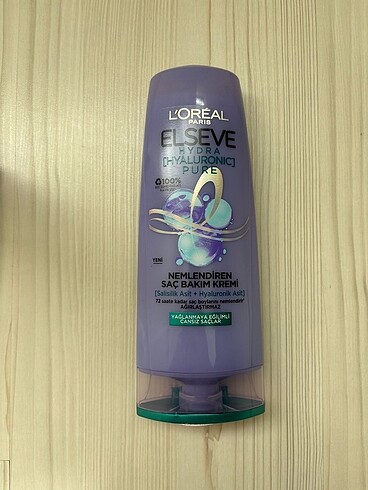 L'ORÉAL
PARIS
ELSEVE
HYDRA
[HYALURONIC]
PURE
100%
YENİ
NEMLENDİREN
SAÇ BAKIM KREMİ
[Salisilik Asit + Hyaluronik Asit]
72 saate kadar saç boylarını nemlendirir*
AĞIRLAŞTIRMAZ
YAĞLANMAYA EĞİLİMLİ
CANSIZ SAÇLAR